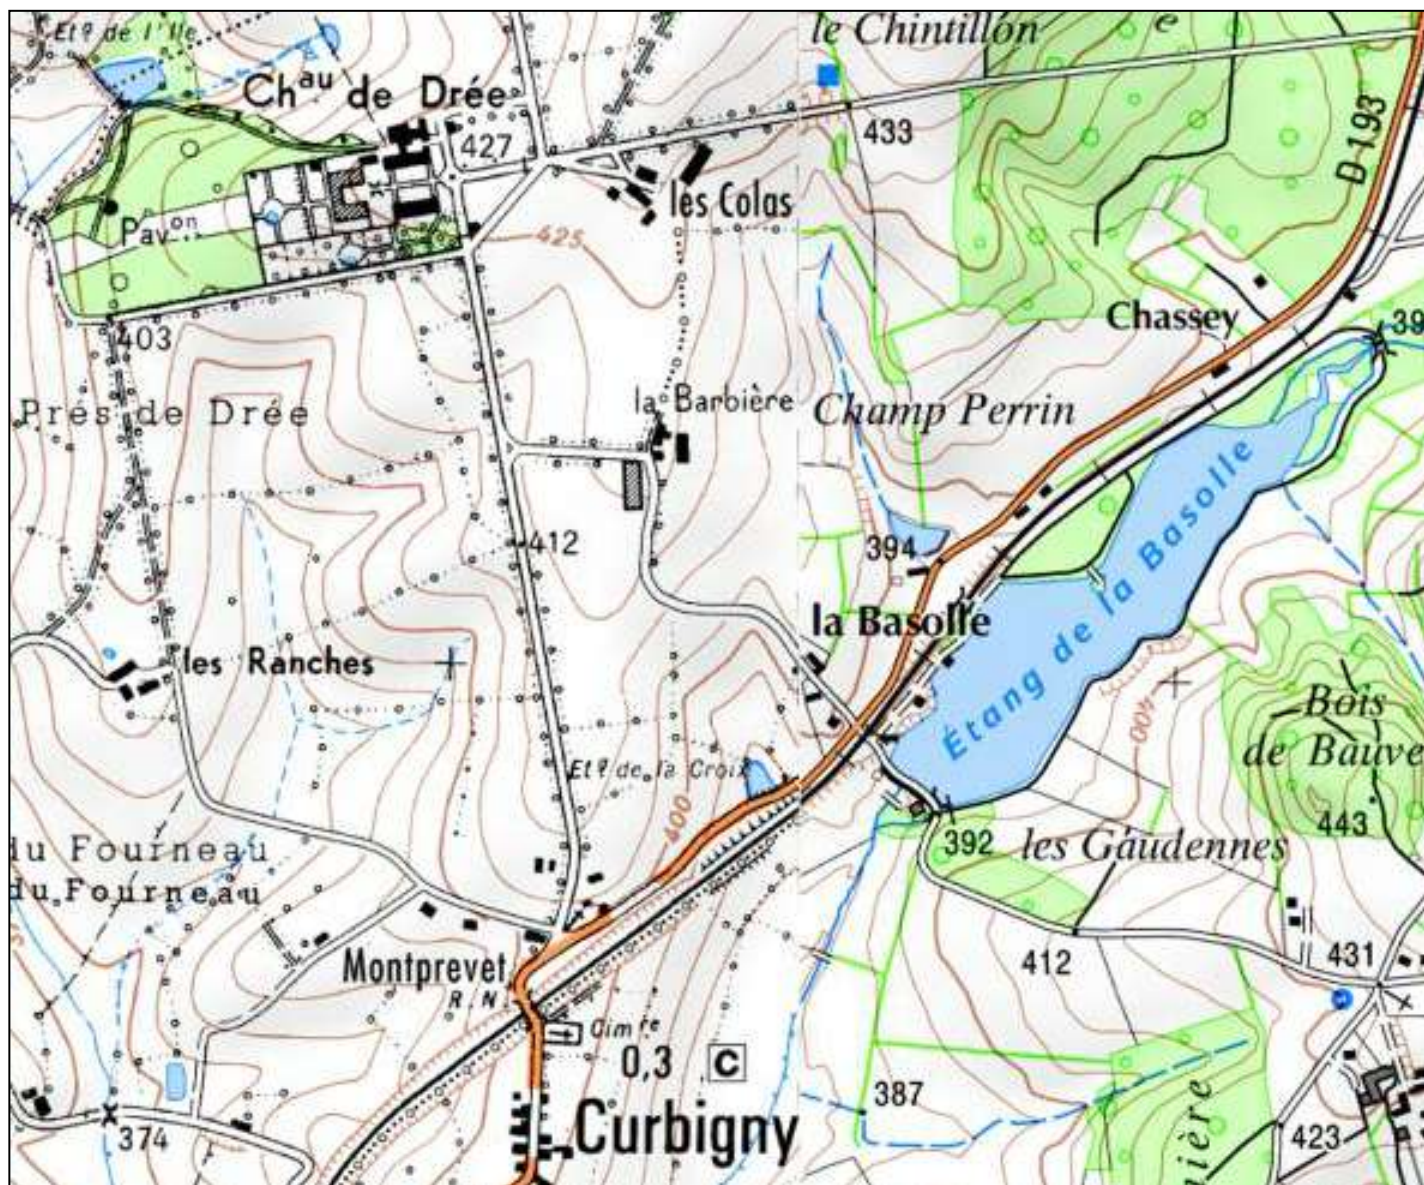 Etg de l'Ile
le Chintillon
e
Chau de Drée
427
433
D 193
les Colas
Pavon
425
Chassey
39
403
Prés de Drée
la Barbière
Champ Perrin
Étang de la Basolle
412
394
la Basolle
les Ranches
400
Bois
de Bauve
Etg de la Croix
400
443
392
les Gaudennes
du Fourneau
du Fourneau
412
431
Montprevet
R.N.
Cimre
0,3
C
387
Curbigny
374
nière
423